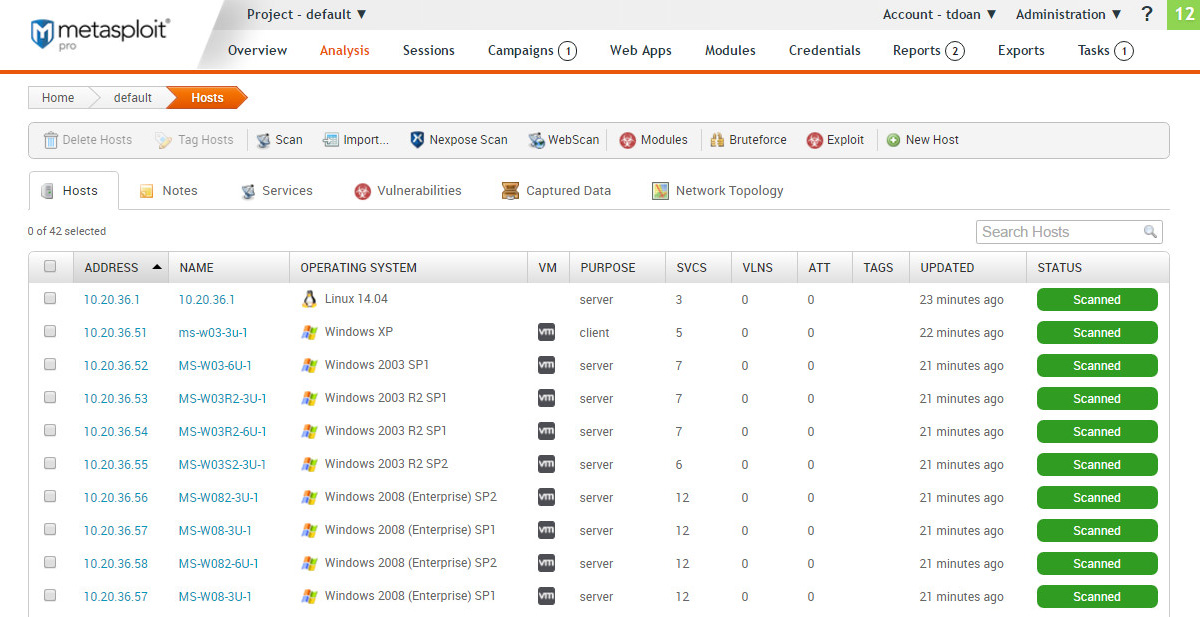 metasploit®
pro
Project - default ▼
Account - tdoan ▼ Administration ▼ ? 12
Overview Analysis Sessions Campaigns 1 Web Apps Modules Credentials Reports 2 Exports Tasks 1
Home default Hosts
Delete Hosts Tag Hosts Scan Import... Nexpose Scan WebScan Modules Bruteforce Exploit New Host
Hosts Notes Services Vulnerabilities Captured Data Network Topology
0 of 42 selected Search Hosts
ADDRESS NAME OPERATING SYSTEM VM PURPOSE SVCS VLNS ATT TAGS UPDATED STATUS
10.20.36.1 10.20.36.1 Linux 14.04 server 3 0 0 23 minutes ago Scanned
10.20.36.51 ms-w03-3u-1 Windows XP vm client 5 0 0 22 minutes ago Scanned
10.20.36.52 MS-W03-6U-1 Windows 2003 SP1 vm server 7 0 0 21 minutes ago Scanned
10.20.36.53 MS-W03R2-3U-1 Windows 2003 R2 SP1 vm server 7 0 0 21 minutes ago Scanned
10.20.36.54 MS-W03R2-6U-1 Windows 2003 R2 SP1 vm server 7 0 0 21 minutes ago Scanned
10.20.36.55 MS-W03S2-3U-1 Windows 2003 R2 SP2 vm server 6 0 0 21 minutes ago Scanned
10.20.36.56 MS-W082-3U-1 Windows 2008 (Enterprise) SP2 vm server 12 0 0 21 minutes ago Scanned
10.20.36.57 MS-W08-3U-1 Windows 2008 (Enterprise) SP1 vm server 12 0 0 21 minutes ago Scanned
10.20.36.58 MS-W082-6U-1 Windows 2008 (Enterprise) SP2 vm server 12 0 0 21 minutes ago Scanned
10.20.36.57 MS-W08-3U-1 Windows 2008 (Enterprise) SP1 vm server 12 0 0 21 minutes ago Scanned